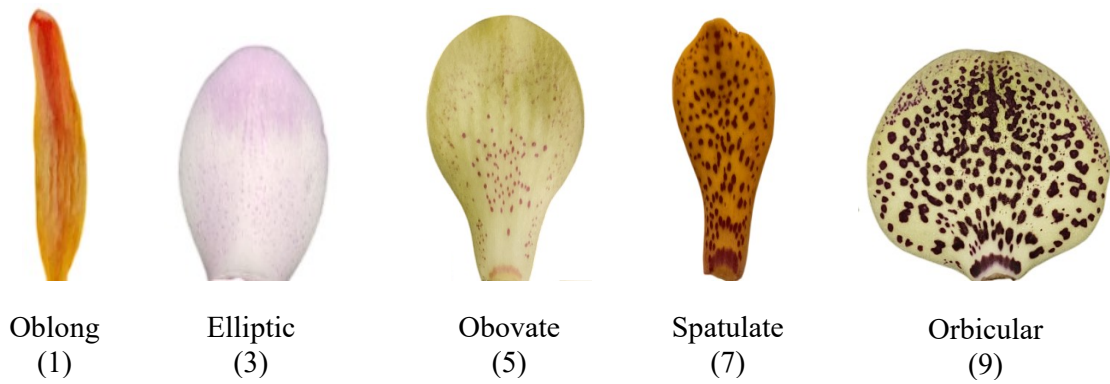 Oblong Elliptic Obovate Spatulate Orbicular
(1) (3) (5) (7) (9)